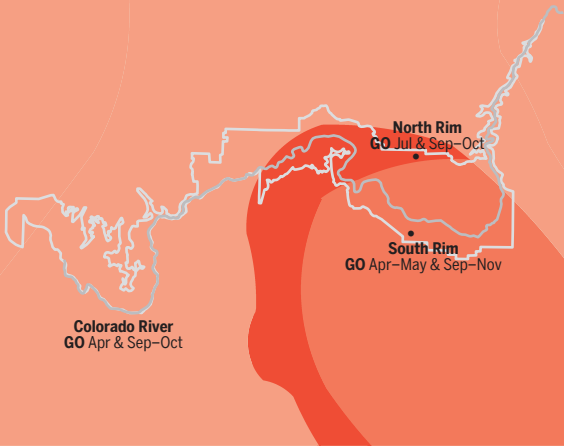 North Rim
GO Jul & Sep–Oct
South Rim
GO Apr–May & Sep–Nov
Colorado River
GO Apr & Sep–Oct